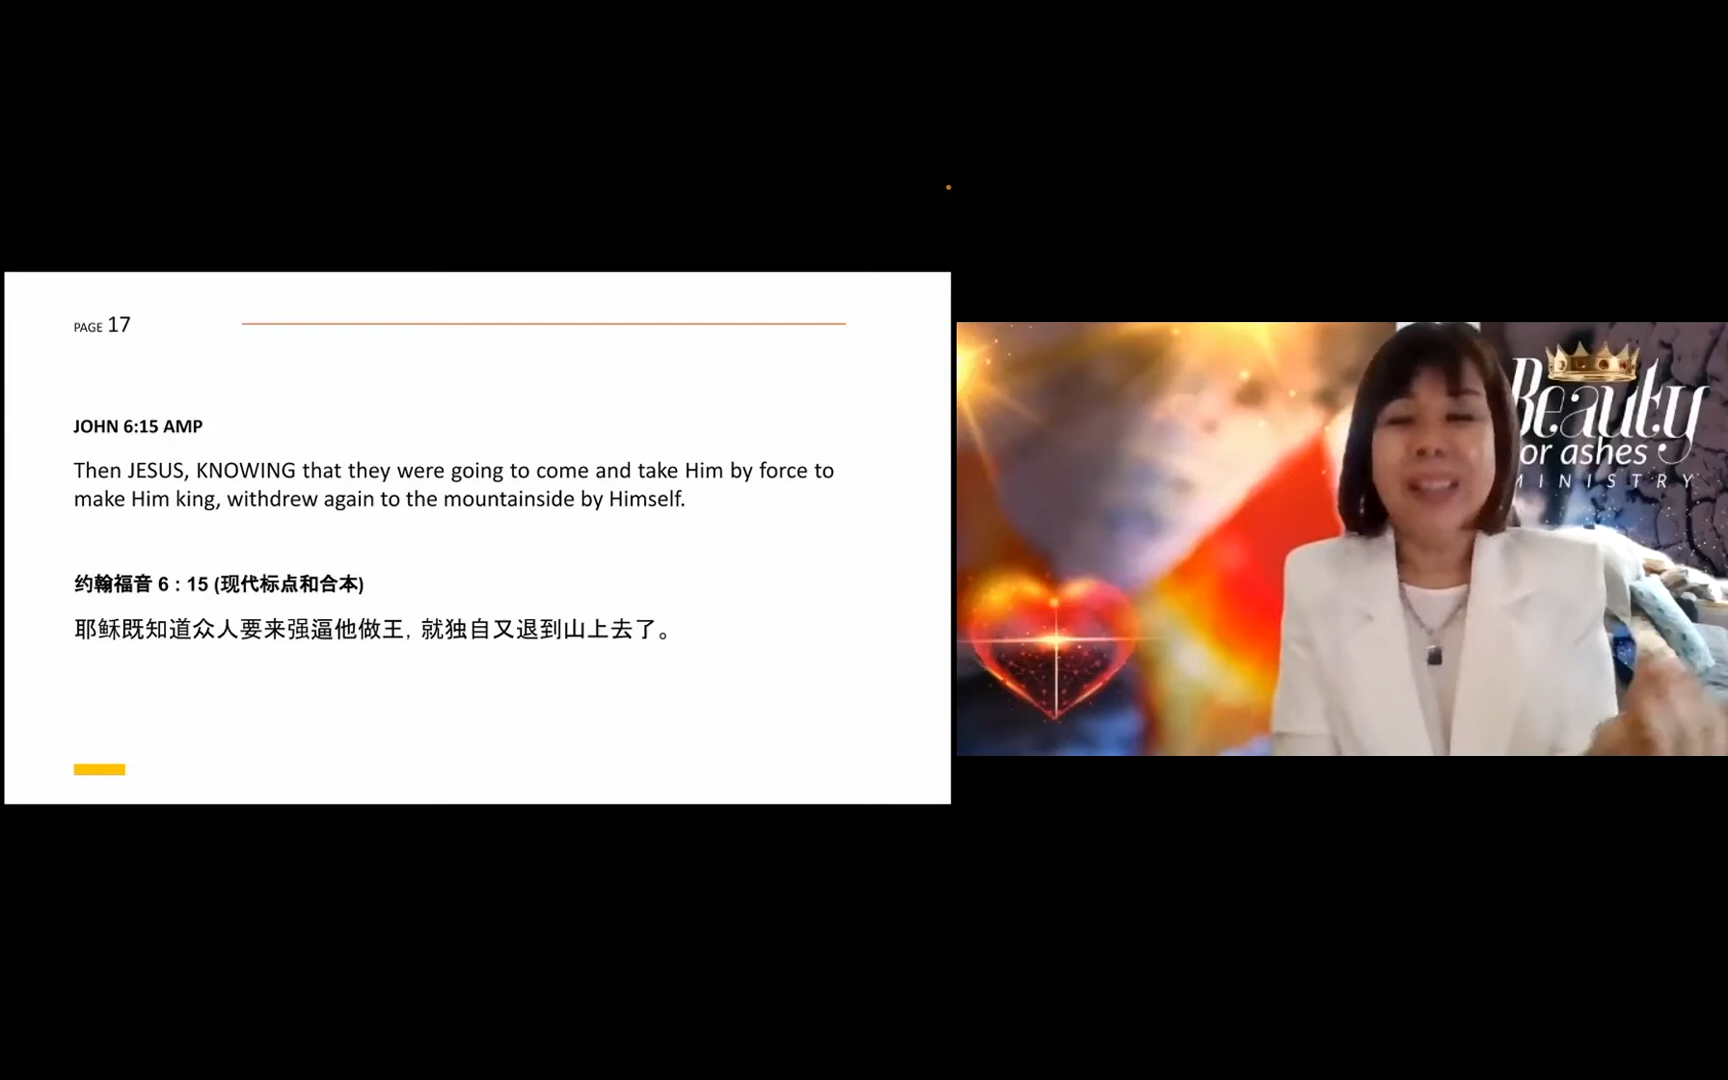 PAGE 17
JOHN 6:15 AMP
Then JESUS, KNOWING that they were going to come and take Him by force to
make Him king, withdrew again to the mountainside by Himself.
约翰福音 6 : 15 (现代标点和合本)
耶稣既知道众人要来强逼他做王, 就独自又退到山上去了。
Beauty
or ashes
MINISTRY